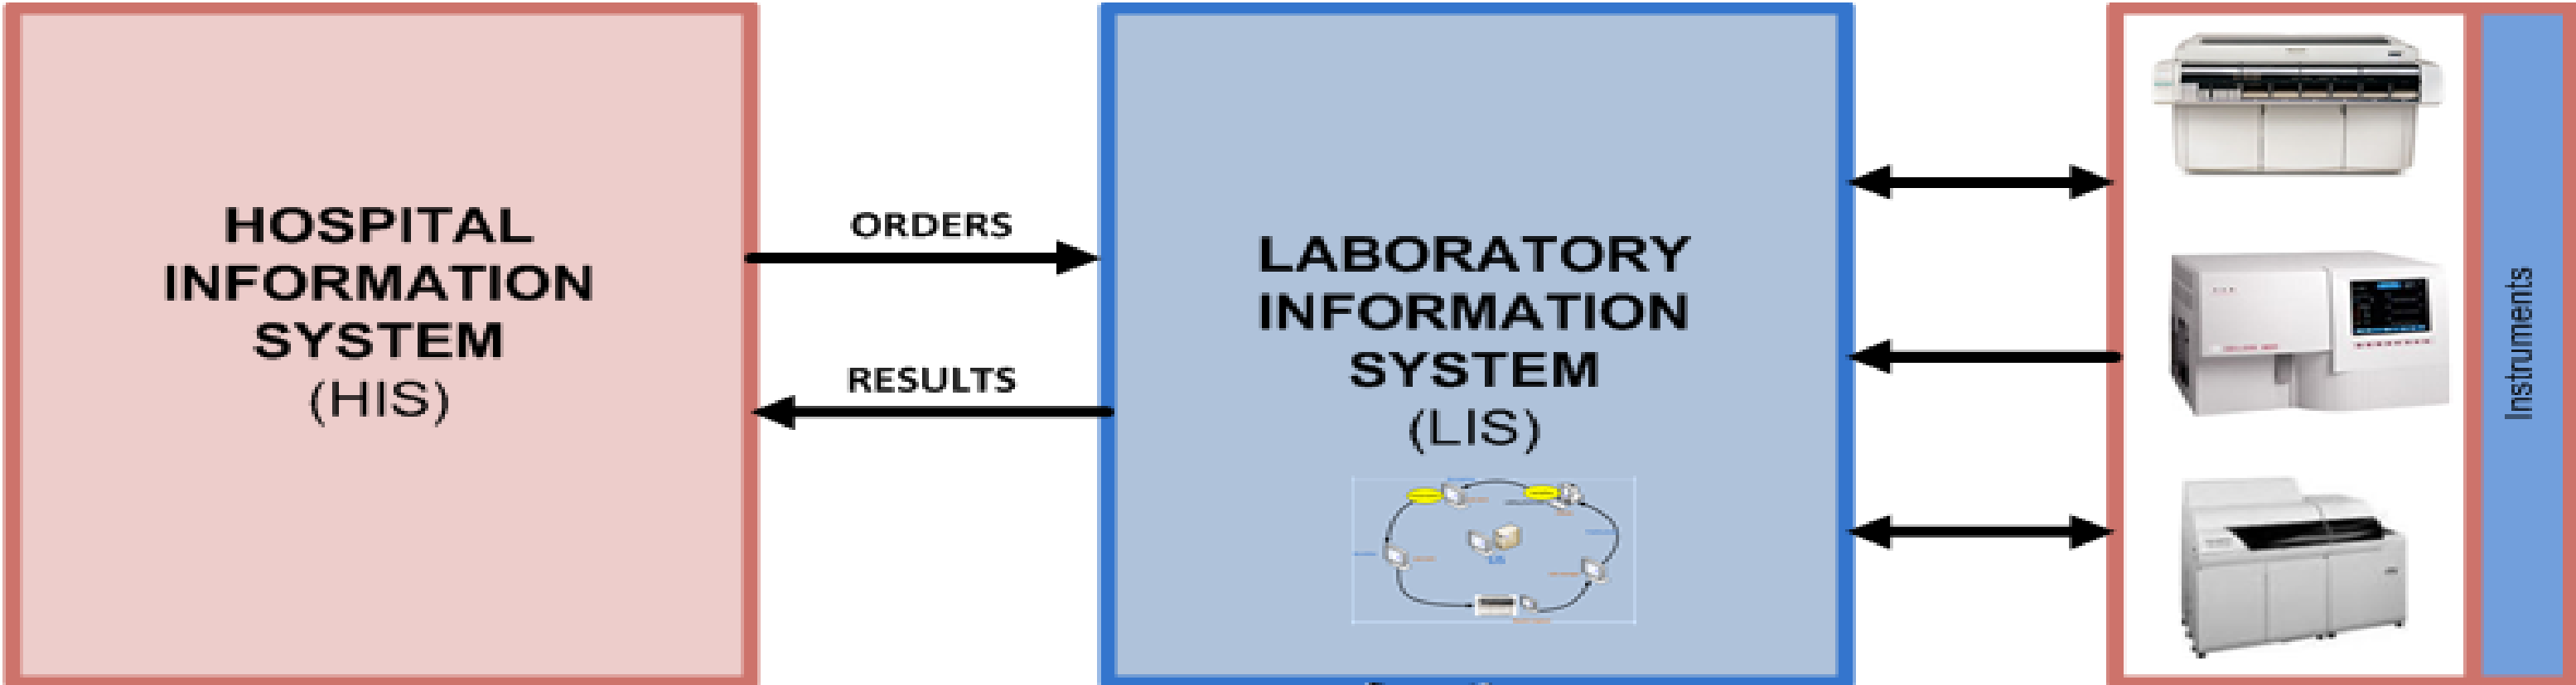 HOSPITAL
INFORMATION
SYSTEM
(HIS)
ORDERS
RESULTS
LABORATORY
INFORMATION
SYSTEM
(LIS)
Instruments